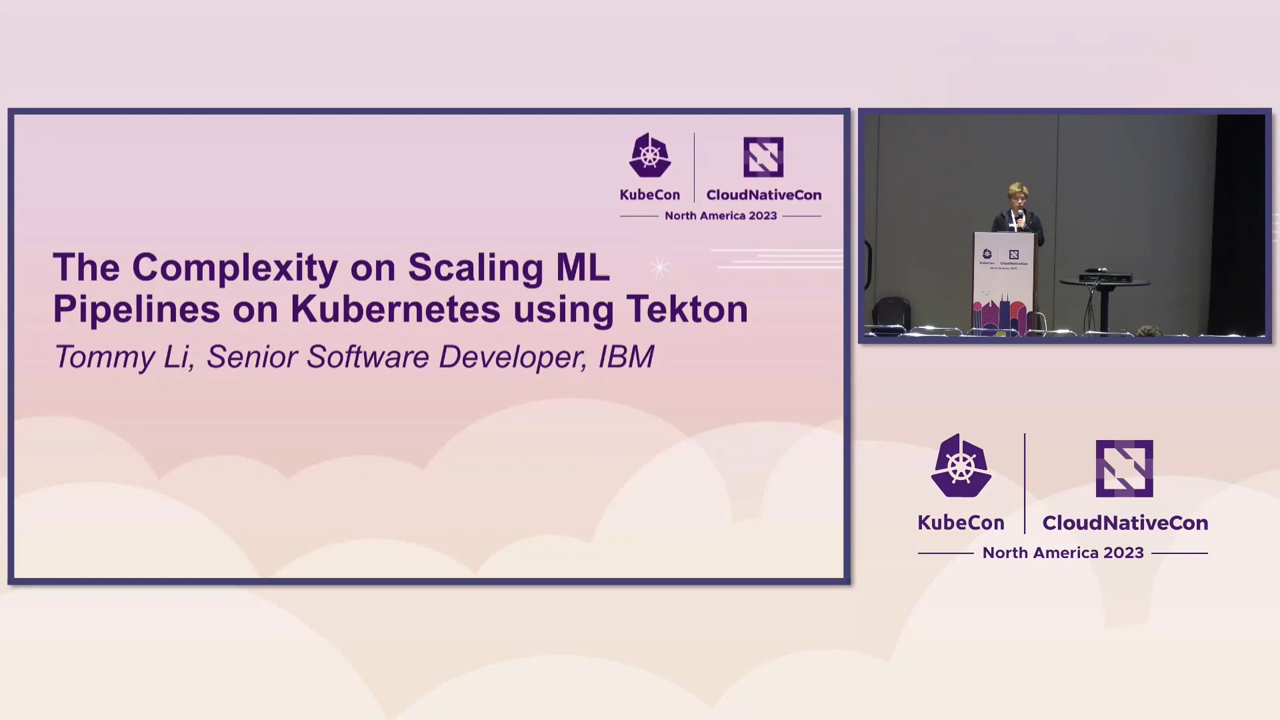 KubeCon
CloudNativeCon
North America 2023
The Complexity on Scaling ML
Pipelines on Kubernetes using Tekton
Tommy Li, Senior Software Developer, IBM
KubeCon
CloudNativeCon
North America 2023